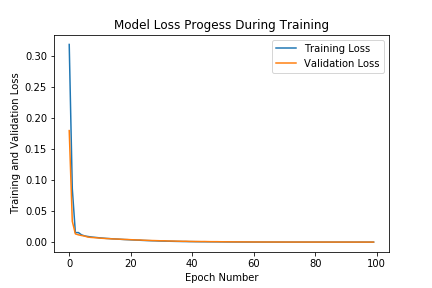 Model Loss Progess During Training
Training Loss
Validation Loss
Training and Validation Loss
0.30
0.25
0.20
0.15
0.10
0.05
0.00
0 20 40 60 80 100
Epoch Number